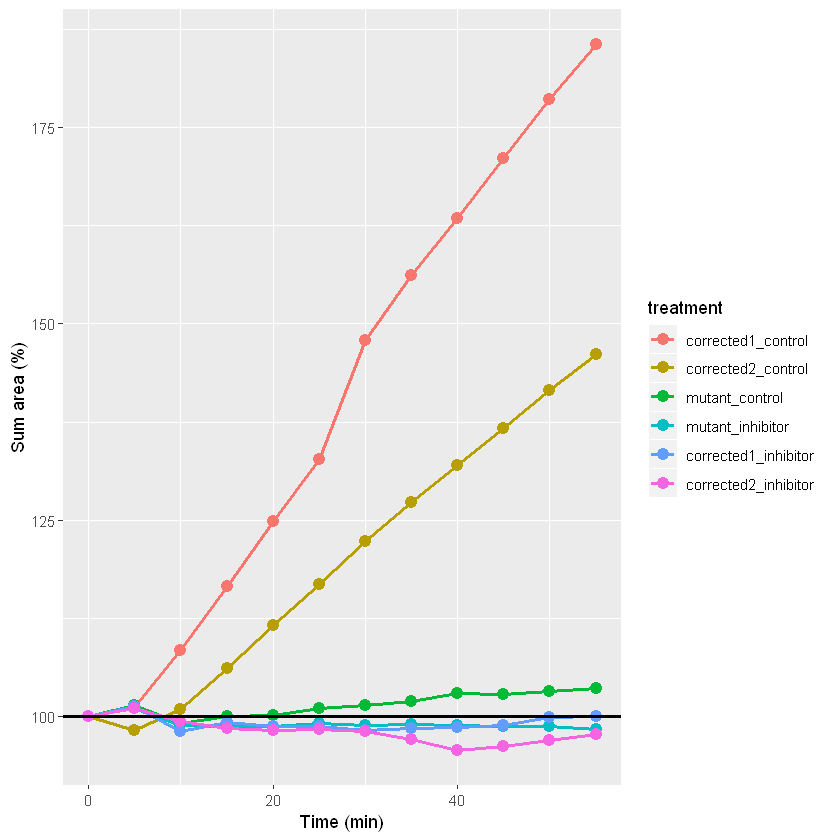 Sum area (%)
175
150
125
100
0
20
40
Time (min)
treatment
corrected1_control
corrected2_control
mutant_control
mutant_inhibitor
corrected1_inhibitor
corrected2_inhibitor